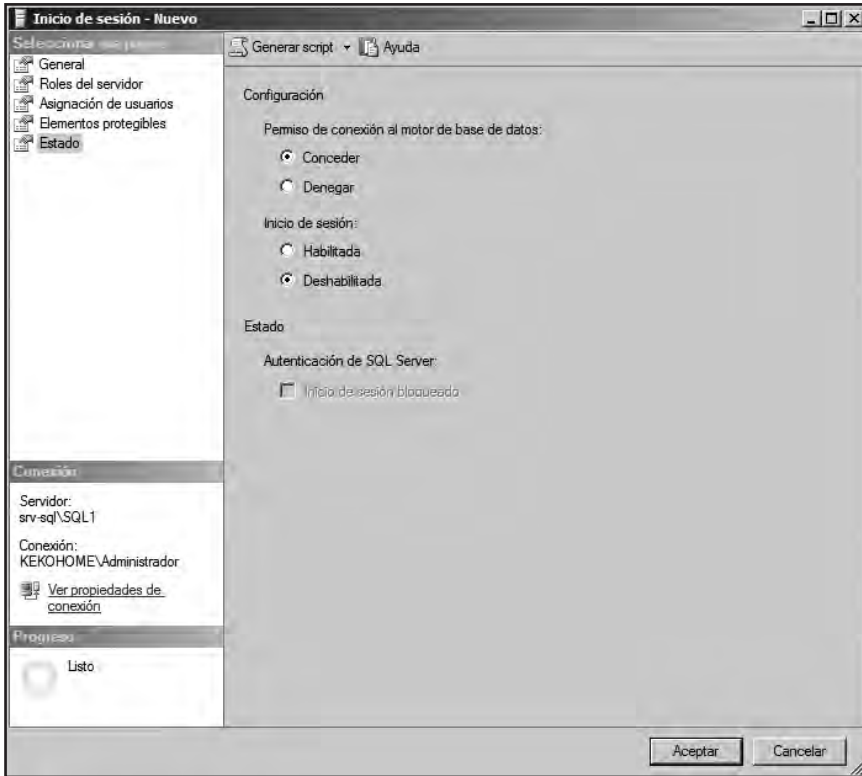 Inicio de sesión - Nuevo
Seleccionar una página
General
Roles del servidor
Asignación de usuarios
Elementos protegibles
Estado
Generar script
Ayuda
Configuración
Permiso de conexión al motor de base de datos:
Conceder
Denegar
Inicio de sesión:
Habilitada
Deshabilitada
Estado
Autenticación de SQL Server:
Inicio de sesión bloqueado
Conexión
Servidor:
srv-sql\SQL1
Conexión:
KEKOHOME\Administrador
Ver propiedades de
conexión
Progreso
Listo
Aceptar
Cancelar